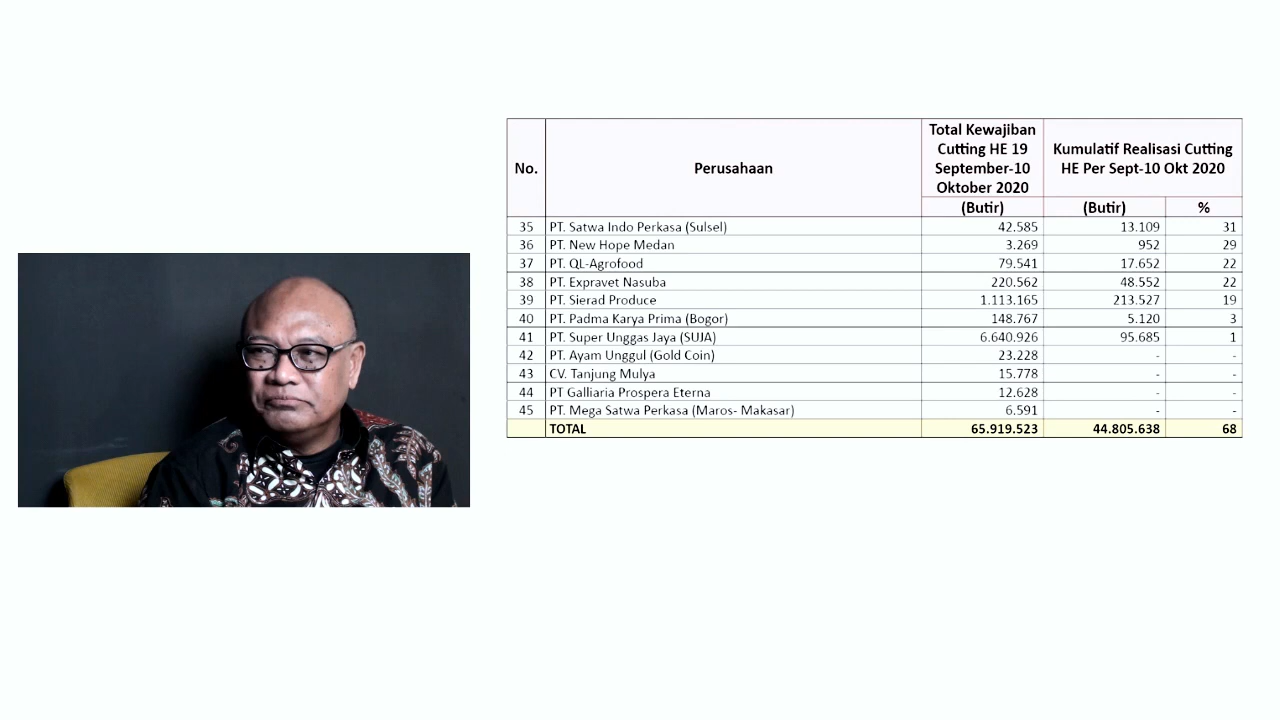 No.
Perusahaan
Total Kewajiban
Cutting HE 19
September-10
Oktober 2020
Kumulatif Realisasi Cutting
HE Per Sept-10 Okt 2020
(Butir) (Butir) %
35 PT. Satwa Indo Perkasa (Sulsel) 42.585 13.109 31
36 PT. New Hope Medan 3.269 952 29
37 PT. QL-Agrofood 79.541 17.652 22
38 PT. Expravet Nasuba 220.562 48.552 22
39 PT. Sierad Produce 1.113.165 213.527 19
40 PT. Padma Karya Prima (Bogor) 148.767 5.120 3
41 PT. Super Unggas Jaya (SUJA) 6.640.926 95.685 1
42 PT. Ayam Unggul (Gold Coin) 23.228 - -
43 CV. Tanjung Mulya 15.778 - -
44 PT Galliaria Prospera Eterna 12.628 - -
45 PT. Mega Satwa Perkasa (Maros- Makasar) 6.591 - -
TOTAL 65.919.523 44.805.638 68